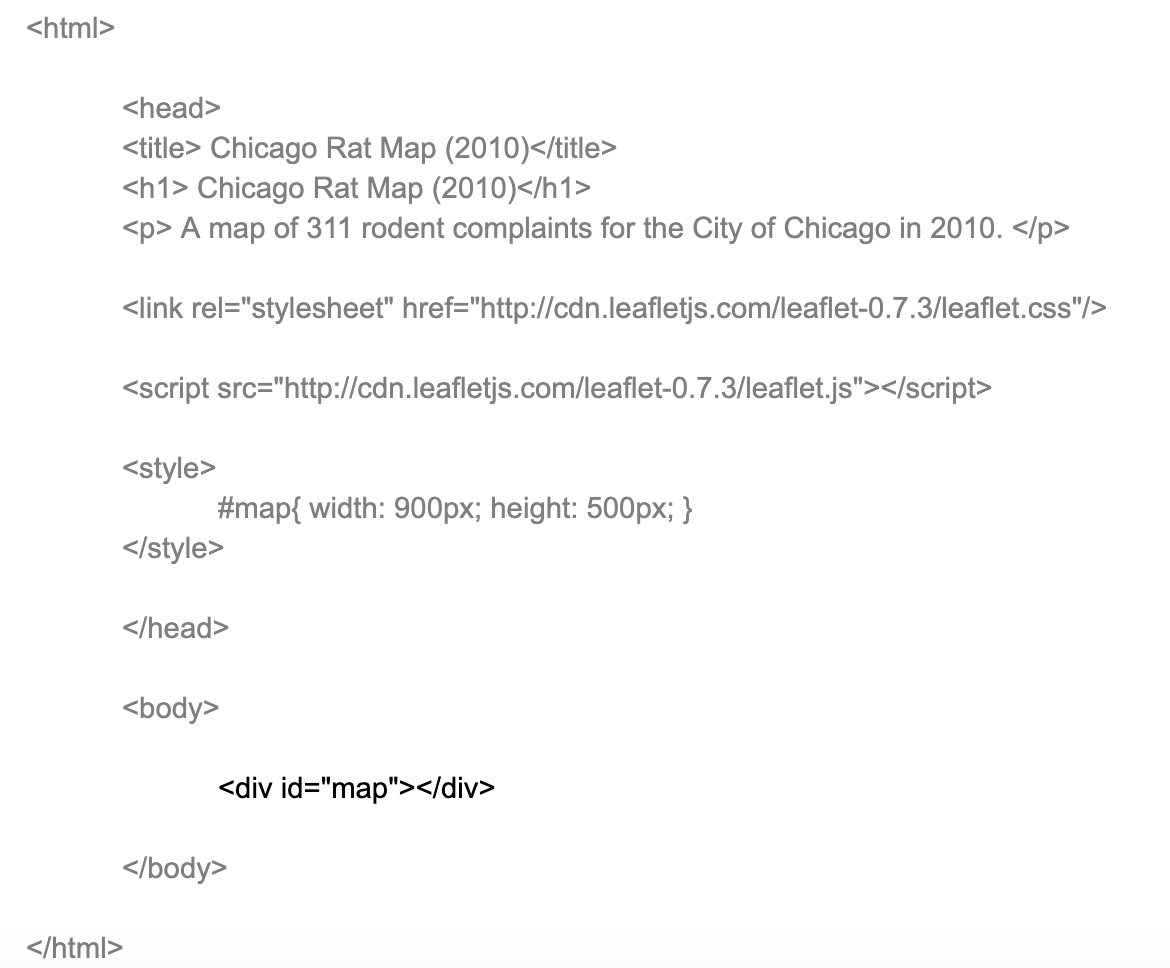 <html>
<head>
<title> Chicago Rat Map (2010)</title>
<h1> Chicago Rat Map (2010)</h1>
<p> A map of 311 rodent complaints for the City of Chicago in 2010. </p>
<link rel="stylesheet" href="http://cdn.leafletjs.com/leaflet-0.7.3/leaflet.css"/>
<script src="http://cdn.leafletjs.com/leaflet-0.7.3/leaflet.js"></script>
<style>
#map{ width: 900px; height: 500px; }
</style>
</head>
<body>
<div id="map"></div>
</body>
</html>